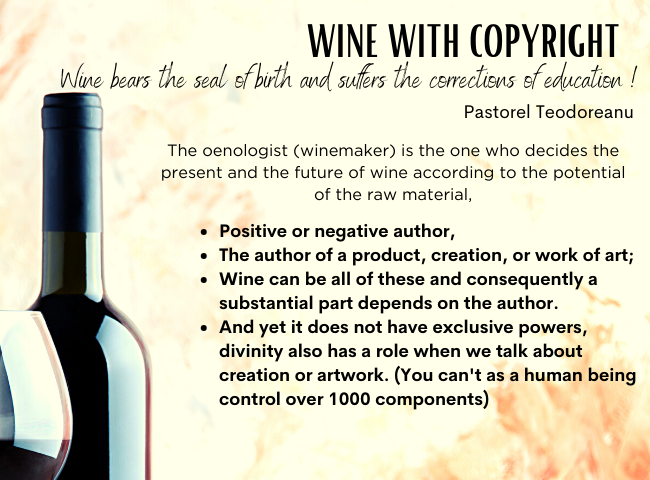 WINE WITH COPYRIGHT
Wine bears the seal of birth and suffers the corrections of education !
Pastorel Teodoreanu
The oenologist (winemaker) is the one who decides the
present and the future of wine according to the potential
of the raw material,
• Positive or negative author,
• The author of a product, creation, or work of art;
• Wine can be all of these and consequently a
substantial part depends on the author.
• And yet it does not have exclusive powers,
divinity also has a role when we talk about
creation or artwork. (You can't as a human being
control over 1000 components)